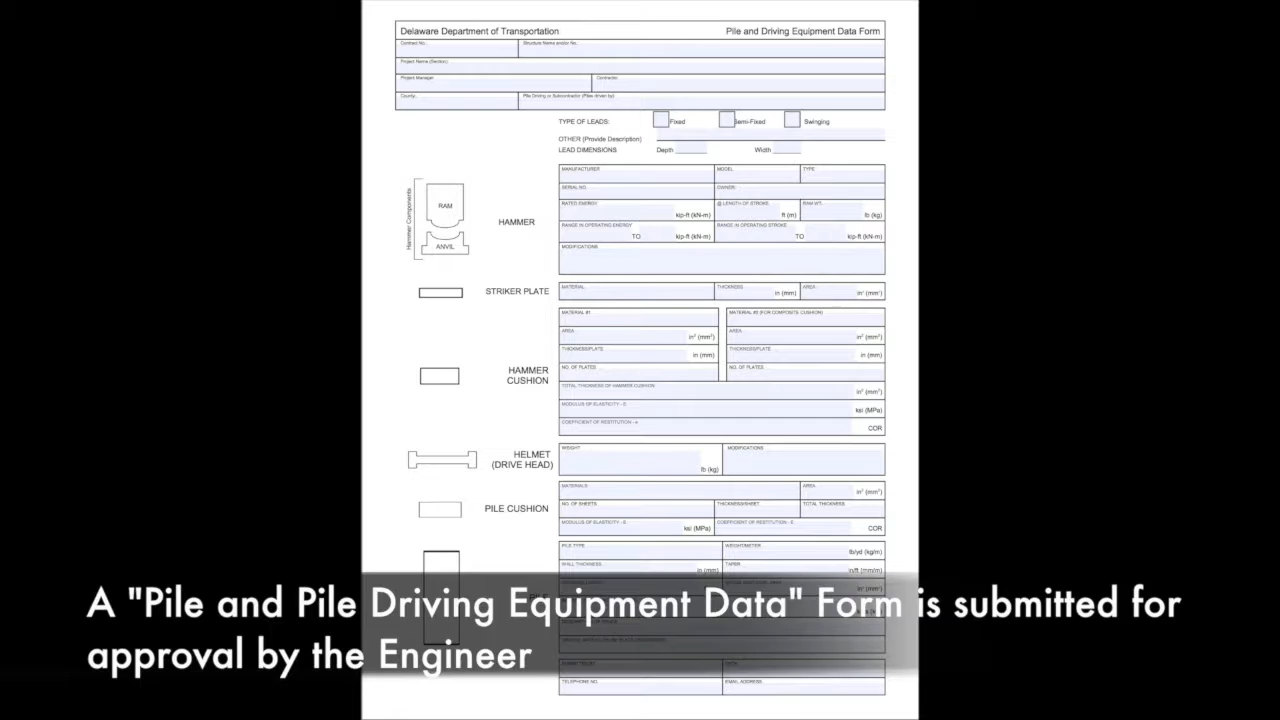 Delaware Department of Transportation Pile and Driving Equipment Data Form
Contract No. Structure Name and/or No.
Project Name (Section)
Project Manager Contractor
County: Pile Driving or Subcontractor (Piles driven by)
TYPE OF LEADS: Fixed Semi-Fixed Swinging
OTHER (Provide Description)
LEAD DIMENSIONS Depth Width
Hammer Components
RAM
ANVIL
HAMMER
MANUFACTURER MODEL TYPE
SERIAL NO. OWNER:
RATED ENERGY kip-ft (kN-m) @ LENGTH OF STROKE ft (m) RAM WT. lb (kg)
RANGE IN OPERATING ENERGY TO kip-ft (kN-m) RANGE IN OPERATING STROKE TO kip-ft (kN-m)
MODIFICATIONS
STRIKER PLATE
MATERIAL THICKNESS in (mm) AREA in² (mm²)
HAMMER
CUSHION
MATERIAL #1 MATERIAL #2 (FOR COMPOSITE CUSHION)
AREA in² (mm²) AREA in² (mm²)
THICKNESS/PLATE in (mm) THICKNESS/PLATE in (mm)
NO. OF PLATES NO. OF PLATES
TOTAL THICKNESS OF HAMMER CUSHION in² (mm²)
MODULUS OF ELASTICITY - E ksi (MPa)
COEFFICIENT OF RESTITUTION - e COR
HELMET
(DRIVE HEAD)
WEIGHT lb (kg) MODIFICATIONS
PILE CUSHION
MATERIALS AREA in² (mm²)
NO. OF SHEETS THICKNESS/SHEET TOTAL THICKNESS
MODULUS OF ELASTICITY - E ksi (MPa) COEFFICIENT OF RESTITUTION - E COR
PILE TYPE WEIGHT/METER lb/yd (kg/m)
WALL THICKNESS in (mm) TAPER in/ft (mm/m)
A "Pile and Pile Driving Equipment Data" Form is submitted for
approval by the Engineer
DATE
TELEPHONE NO. EMAIL ADDRESS